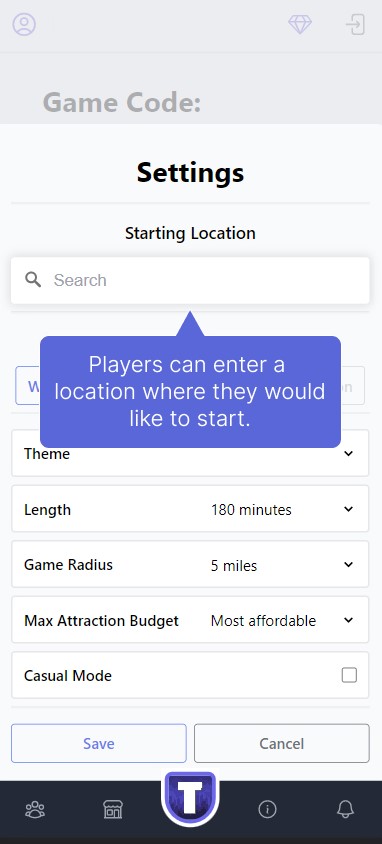 Game Code:
Settings
Starting Location
Search
Players can enter a
location where they would
like to start.
Theme
Length 180 minutes
Game Radius 5 miles
Max Attraction Budget Most affordable
Casual Mode
Save Cancel
T